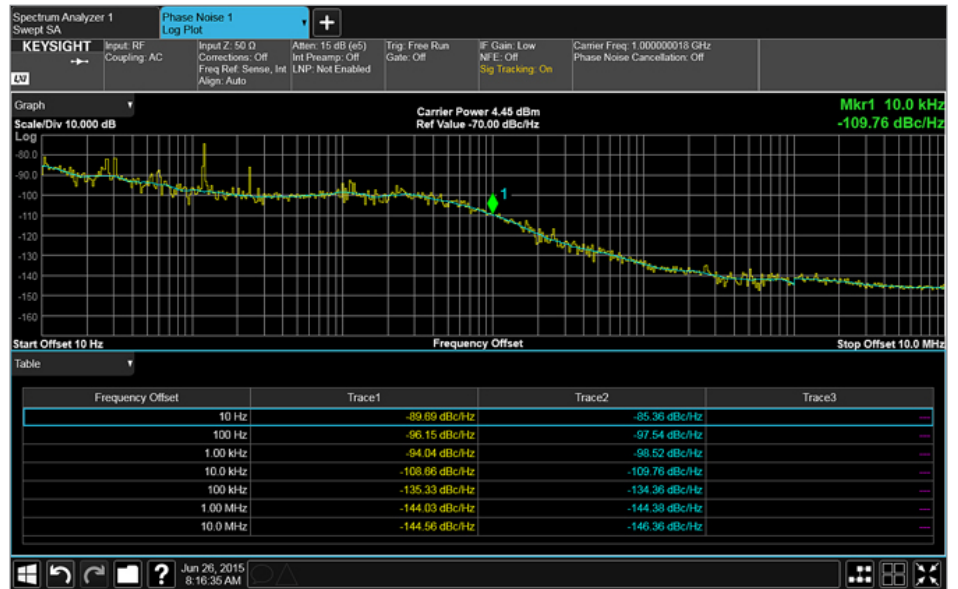 Spectrum Analyzer 1
Swept SA
Phase Noise 1
Log Plot
KEYSIGHT
LXI
Input: RF
Coupling: AC
Input Z: 50 Ω
Corrections: Off
Freq Ref: Sense, Int
Align: Auto
Atten: 15 dB (e5)
Int Preamp: Off
LNP: Not Enabled
Trig: Free Run
Gate: Off
IF Gain: Low
NFE: Off
Sig Tracking: On
Carrier Freq: 1.000000018 GHz
Phase Noise Cancellation: Off
Graph
Scale/Div 10.000 dB
Carrier Power 4.45 dBm
Ref Value -70.00 dBc/Hz
Mkr1 10.0 kHz
-109.76 dBc/Hz
Log
-80.0
-90.0
-100
-110
-120
-130
-140
-150
-160
1
Start Offset 10 Hz Frequency Offset Stop Offset 10.0 MHz
Table
Frequency Offset Trace1 Trace2 Trace3
10 Hz -89.69 dBc/Hz -85.36 dBc/Hz ---
100 Hz -96.15 dBc/Hz -97.54 dBc/Hz ---
1.00 kHz -94.04 dBc/Hz -98.52 dBc/Hz ---
10.0 kHz -108.66 dBc/Hz -109.76 dBc/Hz ---
100 kHz -135.33 dBc/Hz -134.36 dBc/Hz ---
1.00 MHz -144.03 dBc/Hz -144.38 dBc/Hz ---
10.0 MHz -144.56 dBc/Hz -146.36 dBc/Hz ---
?
Jun 26, 2015
8:16:35 AM